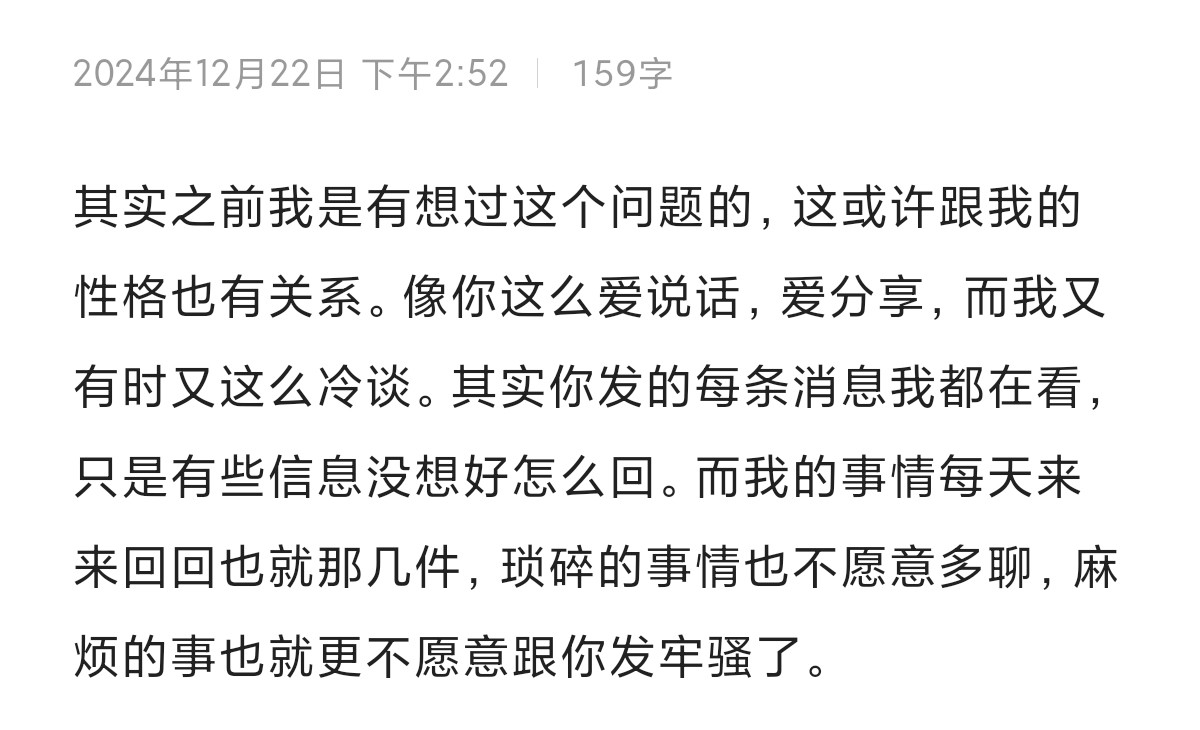 2024年12月22日 下午2:52 | 159字
其实之前我是有想过这个问题的，这或许跟我的
性格也有关系。像你这么爱说话，爱分享，而我又
有时又这么冷谈。其实你发的每条消息我都在看，
只是有些信息没想好怎么回。而我的事情每天来
来回回也就那几件，琐碎的事情也不愿意多聊，麻
烦的事也就更不愿意跟你发牢骚了。